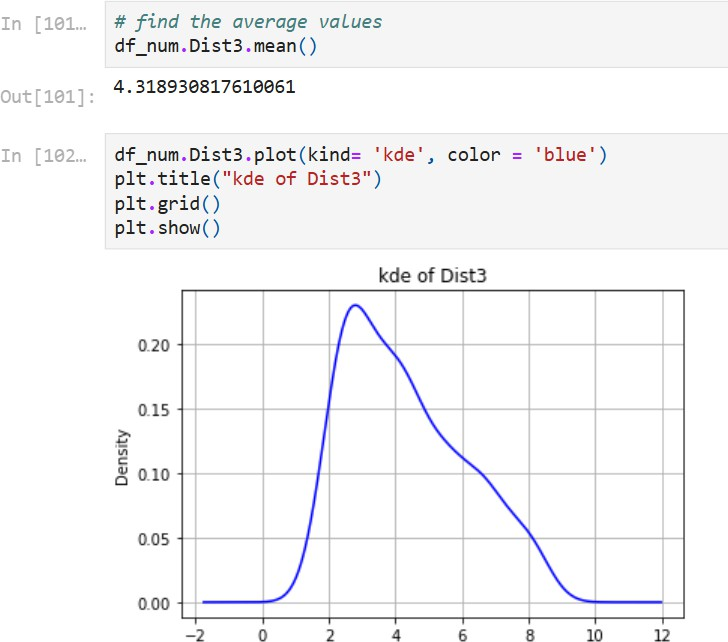 In [101…
# find the average values
df_num.Dist3.mean()
Out[101]:
4.318930817610061
In [102…
df_num.Dist3.plot(kind= 'kde', color = 'blue')
plt.title("kde of Dist3")
plt.grid()
plt.show()
kde of Dist3
Density
0.20
0.15
0.10
0.05
0.00
−2 0 2 4 6 8 10 12